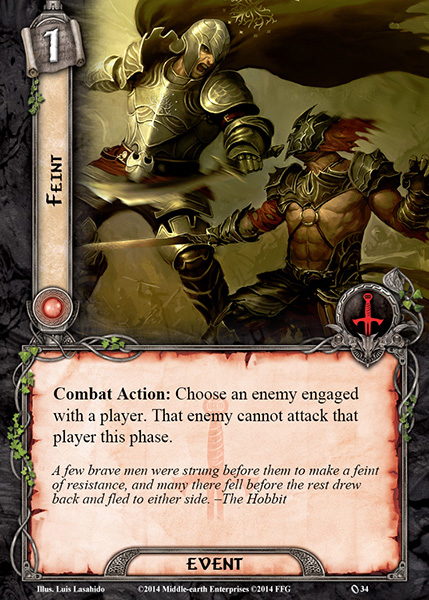 1
Feint
Combat Action: Choose an enemy engaged
with a player. That enemy cannot attack that
player this phase.
A few brave men were strung before them to make a feint
of resistance, and many there fell before the rest drew
back and fled to either side. –The Hobbit
EVENT
Illus. Luis Lasahido ©2014 Middle-earth Enterprises ©2014 FFG 34